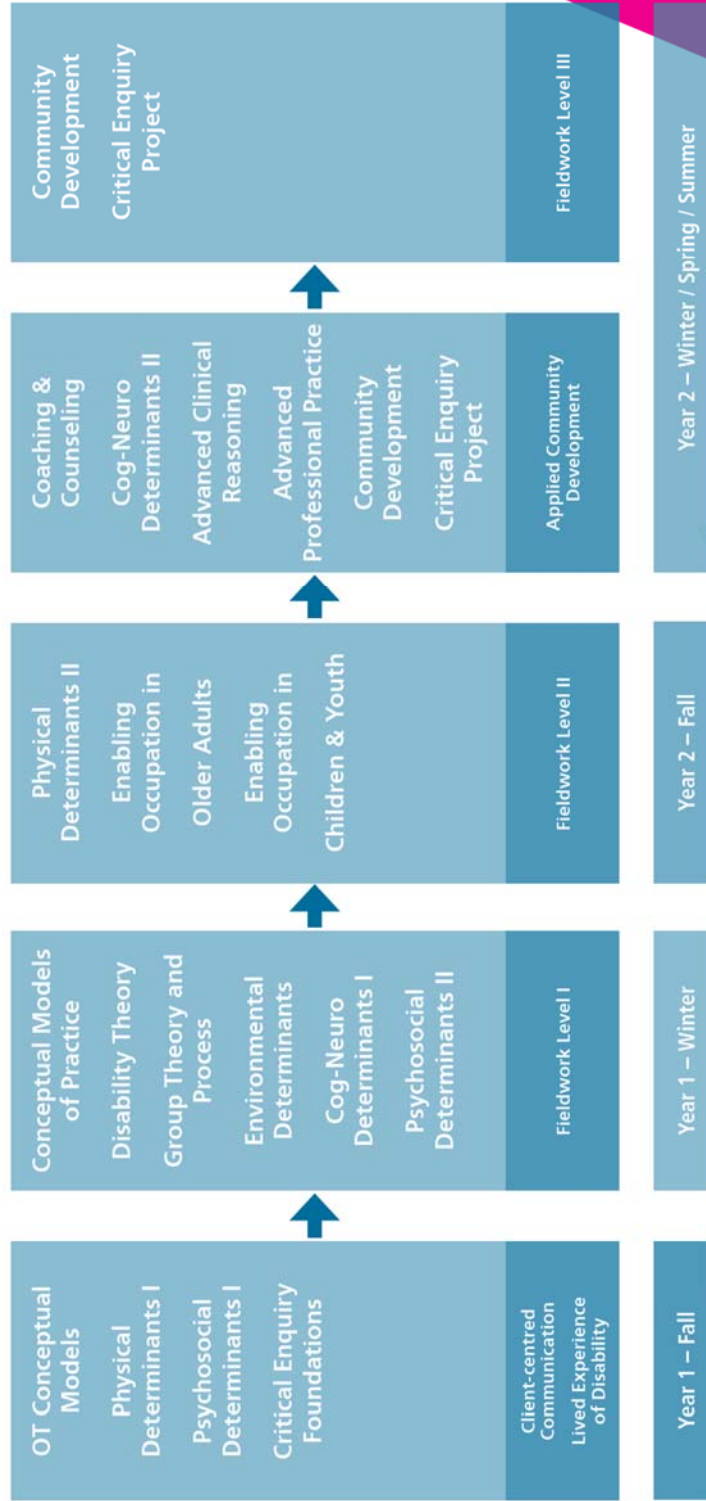 OT Conceptual
Models
Physical
Determinants I
Psychosocial
Determinants I
Critical Enquiry
Foundations
Client-centred
Communication
Lived Experience
of Disability
Year 1 – Fall
Conceptual Models
of Practice
Disability Theory
Group Theory and
Process
Environmental
Determinants
Cog-Neuro
Determinants I
Psychosocial
Determinants II
Fieldwork Level I
Year 1 – Winter
Physical
Determinants II
Enabling
Occupation in
Older Adults
Enabling
Occupation in
Children & Youth
Fieldwork Level II
Year 2 – Fall
Coaching &
Counseling
Cog-Neuro
Determinants II
Advanced Clinical
Reasoning
Advanced
Professional Practice
Community
Development
Critical Enquiry
Project
Applied Community
Development
Community
Development
Critical Enquiry
Project
Fieldwork Level III
Year 2 – Winter / Spring / Summer